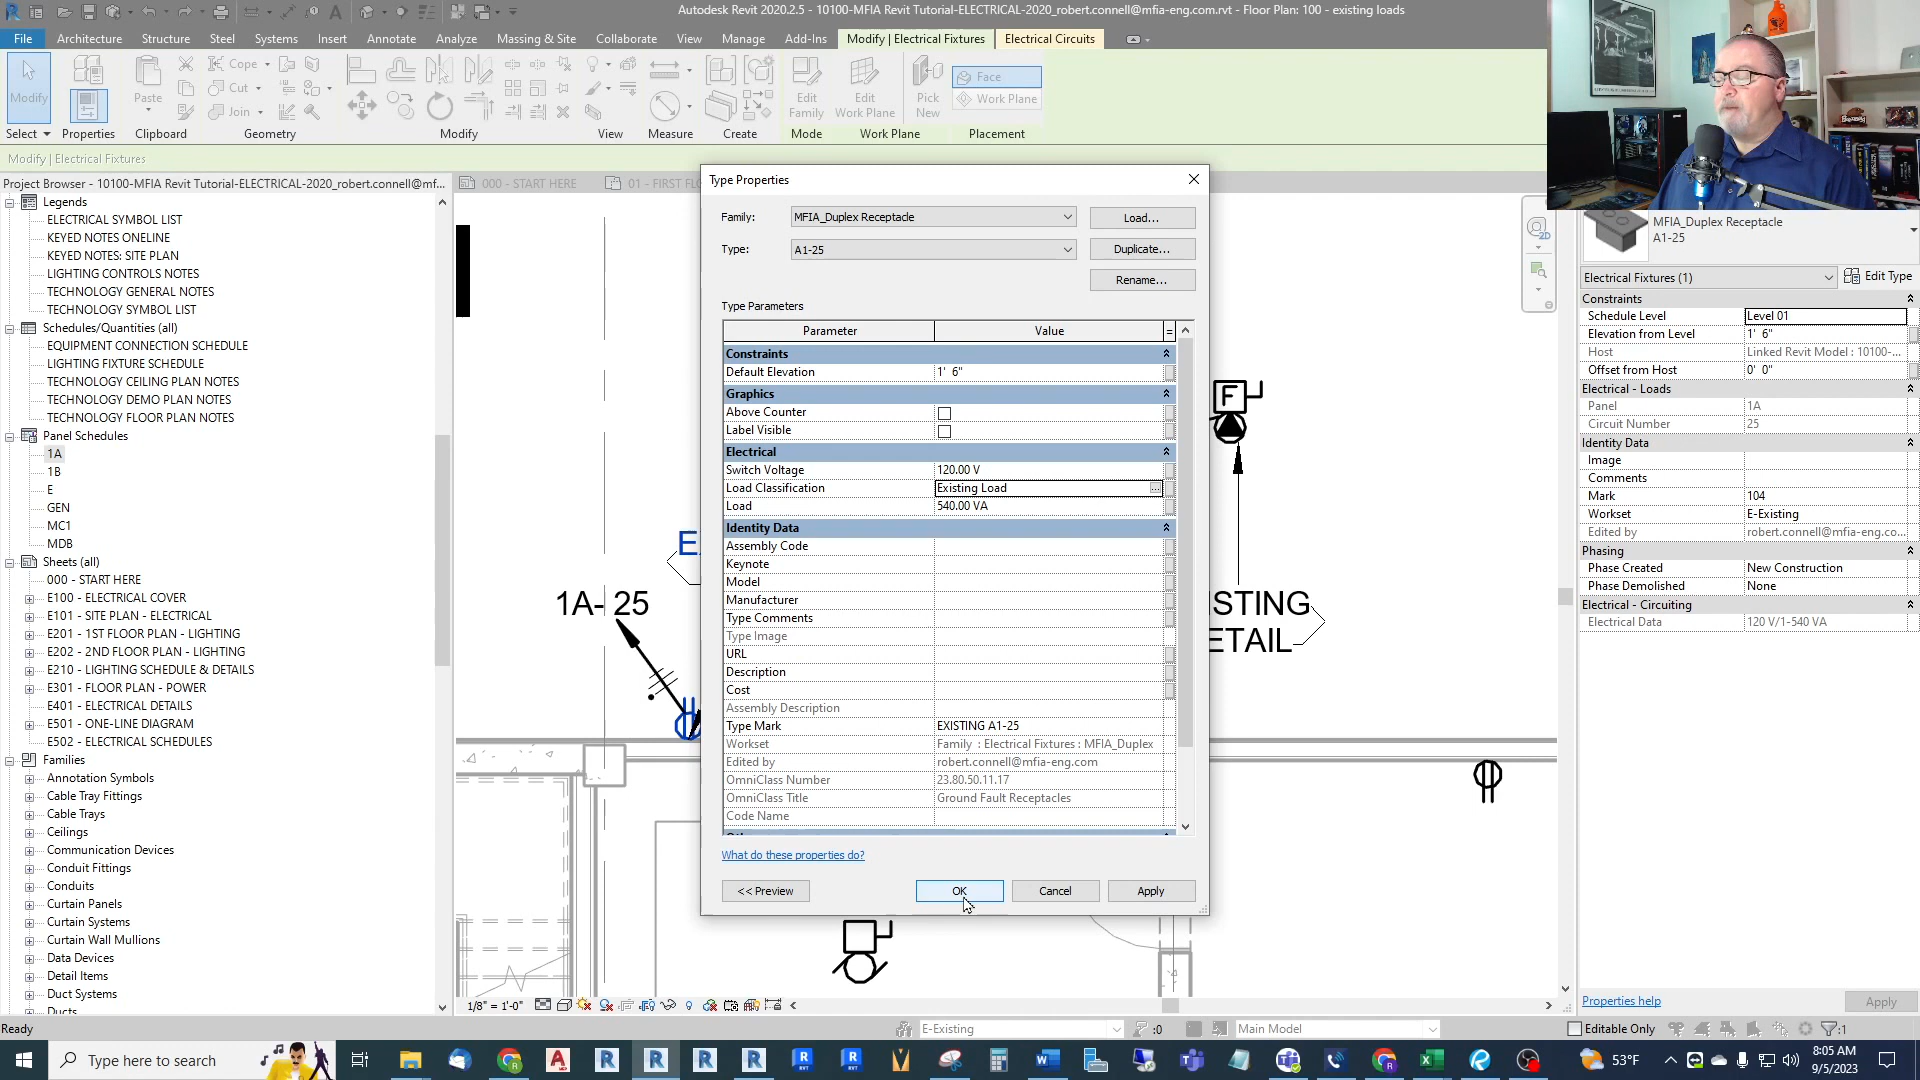 Autodesk Revit 2020.2.5 - 10100-MFIA Revit Tutorial-ELECTRICAL-2020_robert.connell@mfia-eng.com.rvt - Floor Plan: 100 - existing loads
File Architecture Structure Steel Systems Insert Annotate Analyze Massing & Site Collaborate View Manage Add-Ins Modify | Electrical Fixtures Electrical Circuits
Modify Paste Cope Cut Join Edit Family Edit Work Plane Pick New Face Work Plane
Select Properties Clipboard Geometry Modify View Measure Create Mode Work Plane Placement
Modify | Electrical Fixtures
Project Browser - 10100-MFIA Revit Tutorial-ELECTRICAL-2020_robert.connell@mf...
000 - START HERE
01 - FIRST FL
Legends
ELECTRICAL SYMBOL LIST
KEYED NOTES ONELINE
KEYED NOTES: SITE PLAN
LIGHTING CONTROLS NOTES
TECHNOLOGY GENERAL NOTES
TECHNOLOGY SYMBOL LIST
Schedules/Quantities (all)
EQUIPMENT CONNECTION SCHEDULE
LIGHTING FIXTURE SCHEDULE
TECHNOLOGY CEILING PLAN NOTES
TECHNOLOGY DEMO PLAN NOTES
TECHNOLOGY FLOOR PLAN NOTES
Panel Schedules
1A
1B
E
GEN
MC1
MDB
Sheets (all)
000 - START HERE
E100 - ELECTRICAL COVER
E101 - SITE PLAN - ELECTRICAL
E201 - 1ST FLOOR PLAN - LIGHTING
E202 - 2ND FLOOR PLAN - LIGHTING
E210 - LIGHTING SCHEDULE & DETAILS
E301 - FLOOR PLAN - POWER
E401 - ELECTRICAL DETAILS
E501 - ONE-LINE DIAGRAM
E502 - ELECTRICAL SCHEDULES
Families
Annotation Symbols
Cable Tray Fittings
Cable Trays
Ceilings
Communication Devices
Conduit Fittings
Conduits
Curtain Panels
Curtain Systems
Curtain Wall Mullions
Data Devices
Detail Items
Duct Systems
Ducts
E
1A- 25
F
STING
ETAIL
Type Properties
Family: MFIA_Duplex Receptacle Load...
Type: A1-25 Duplicate...
Rename...
Type Parameters
Parameter Value =
Constraints
Default Elevation 1' 6"
Graphics
Above Counter
Label Visible
Electrical
Switch Voltage 120.00 V
Load Classification Existing Load ...
Load 540.00 VA
Identity Data
Assembly Code
Keynote
Model
Manufacturer
Type Comments
Type Image
URL
Description
Cost
Assembly Description
Type Mark EXISTING A1-25
Workset Family : Electrical Fixtures : MFIA_Duplex
Edited by robert.connell@mfia-eng.com
OmniClass Number 23.80.50.11.17
OmniClass Title Ground Fault Receptacles
Code Name
What do these properties do?
<< Preview OK Cancel Apply
2D
MFIA_Duplex Receptacle
A1-25
Electrical Fixtures (1) Edit Type
Constraints
Schedule Level Level 01
Elevation from Level 1' 6"
Host Linked Revit Model : 10100-...
Offset from Host 0' 0"
Electrical - Loads
Panel 1A
Circuit Number 25
Identity Data
Image
Comments
Mark 104
Workset E-Existing
Edited by robert.connell@mfia-eng.co...
Phasing
Phase Created New Construction
Phase Demolished None
Electrical - Circuiting
Electrical Data 120 V/1-540 VA
Properties help Apply
1/8" = 1'-0"
Ready E-Existing :0 Main Model Editable Only :1
Type here to search
53°F
8:05 AM
9/5/2023